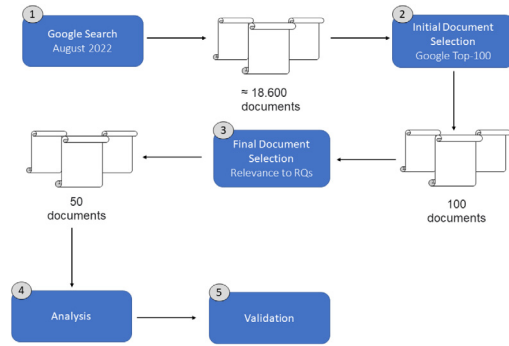 1
Google Search
August 2022
≈ 18.600
documents
2
Initial Document
Selection
Google Top-100
100
documents
3
Final Document
Selection
Relevance to RQs
50
documents
4
Analysis
5
Validation